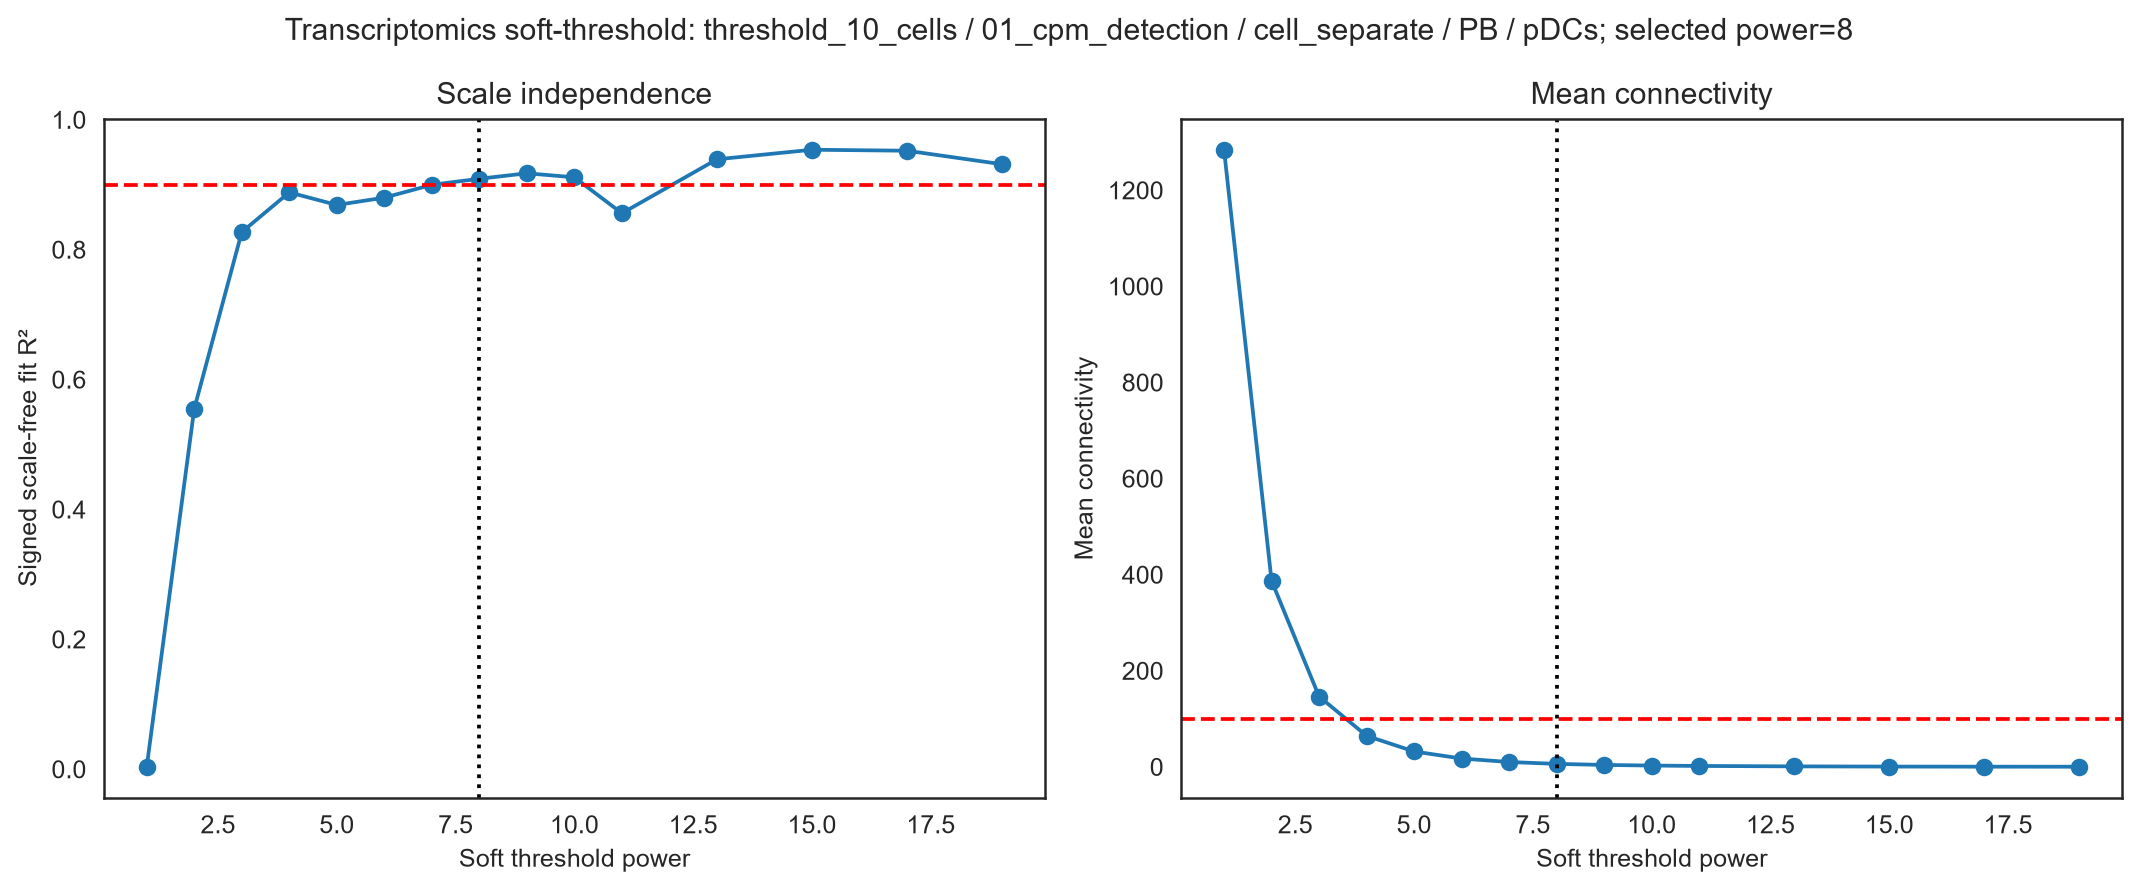 Transcriptomics soft-threshold: threshold_10_cells / 01_cpm_detection / cell_separate / PB / pDCs; selected power=8
Scale independence
1.0
0.8
0.6
0.4
0.2
0.0
Signed scale-free fit R²
2.5 5.0 7.5 10.0 12.5 15.0 17.5
Soft threshold power
Mean connectivity
1200
1000
800
600
400
200
0
Mean connectivity
2.5 5.0 7.5 10.0 12.5 15.0 17.5
Soft threshold power